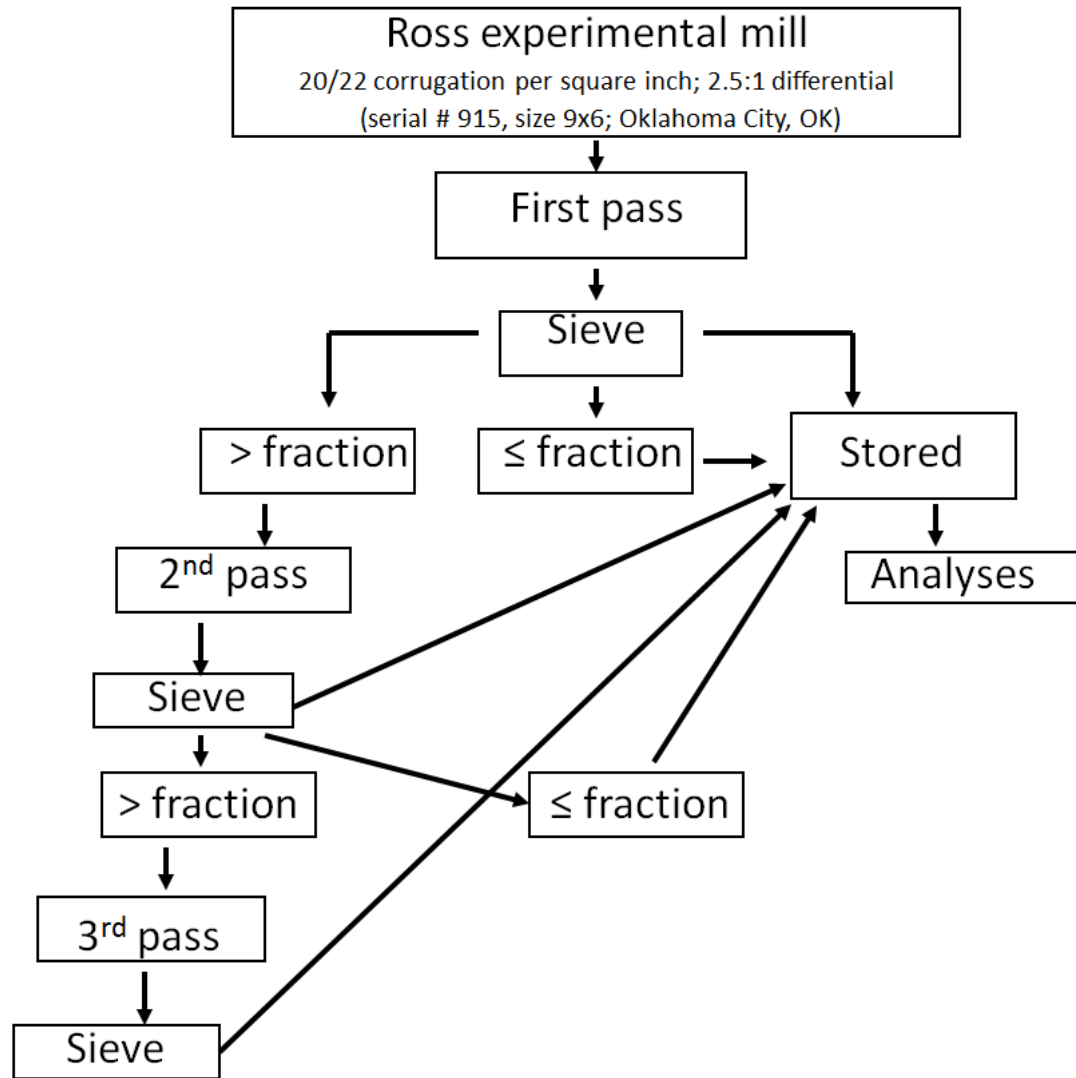 Ross experimental mill
20/22 corrugation per square inch; 2.5:1 differential
(serial # 915, size 9x6; Oklahoma City, OK)
First pass
Sieve
> fraction
≤ fraction
Stored
2nd pass
Analyses
Sieve
> fraction
≤ fraction
3rd pass
Sieve